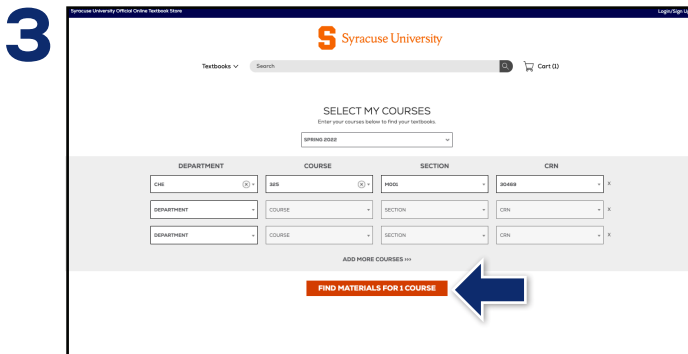 3
Syracuse University Official Online Textbook Store Login/Sign Up
S Syracuse University
Textbooks Search Cart (1)
SELECT MY COURSES
Enter your courses below to find your textbooks.
SPRING 2022
DEPARTMENT COURSE SECTION CRN
CHE 325 M001 30489 X
DEPARTMENT COURSE SECTION CRN X
DEPARTMENT COURSE SECTION CRN X
ADD MORE COURSES >>>
FIND MATERIALS FOR 1 COURSE